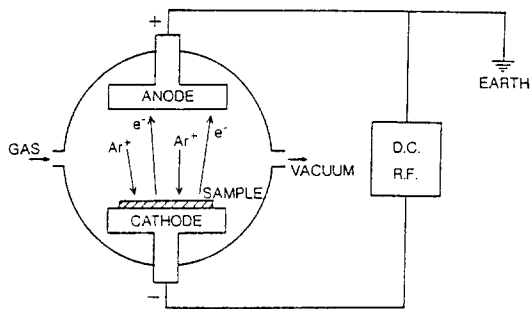 +
EARTH
ANODE
e⁻ e⁻
Ar⁺ Ar⁺
GAS
VACUUM
D.C.
R.F.
SAMPLE
CATHODE
−